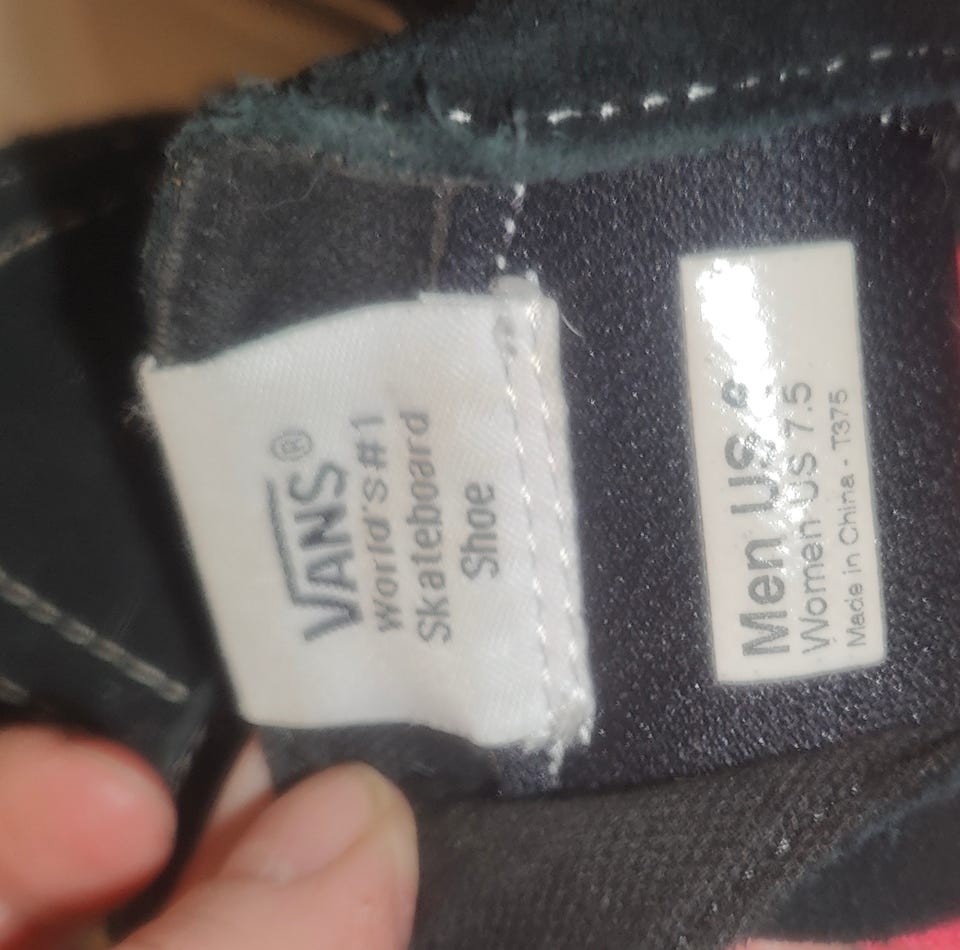 VANS®
World's #1
Skateboard
Shoe
Men US
Women US 7.5
Made in China - T375